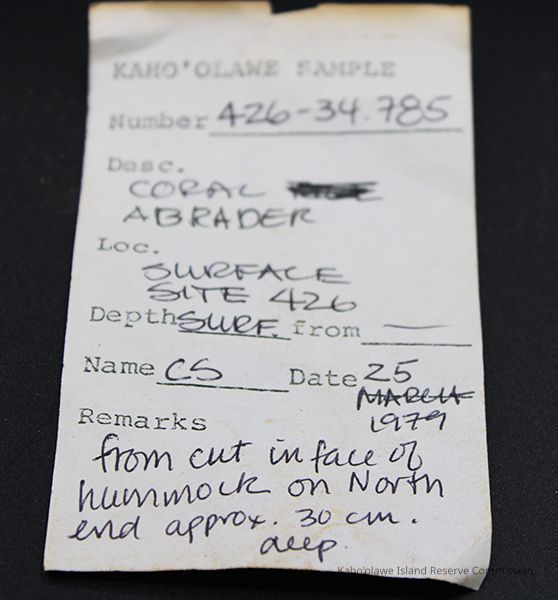 KAHO'OLAWE SAMPLE
Number 426-34.785
Desc.
CORAL
ABRADER
Loc.
SURFACE
SITE 426
Depth SURF. from —
Name CS Date 25
MARCH
1979
Remarks
from cut in face of
hummock on North
end approx. 30 cm.
deep.
Kaho'olawe Island Reserve Commission